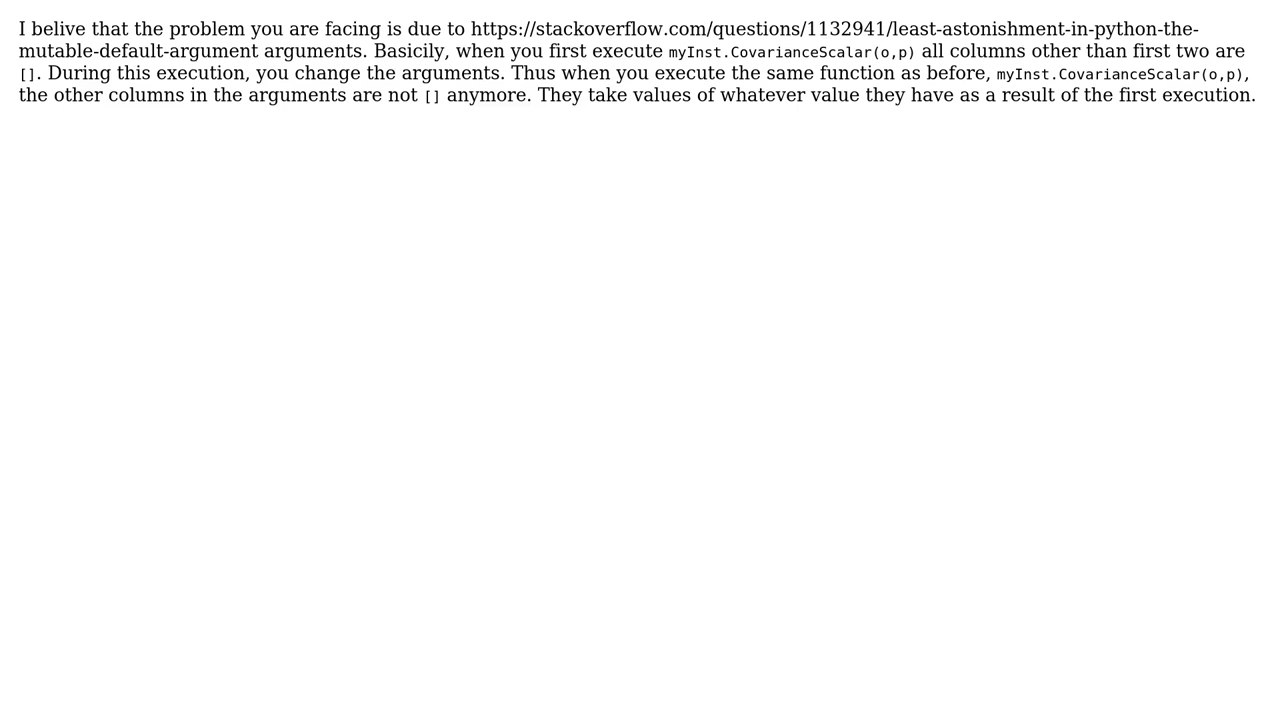 I belive that the problem you are facing is due to https://stackoverflow.com/questions/1132941/least-astonishment-in-python-the-
mutable-default-argument arguments. Basicily, when you first execute myInst.CovarianceScalar(o,p) all columns other than first two are
[]. During this execution, you change the arguments. Thus when you execute the same function as before, myInst.CovarianceScalar(o,p),
the other columns in the arguments are not [] anymore. They take values of whatever value they have as a result of the first execution.